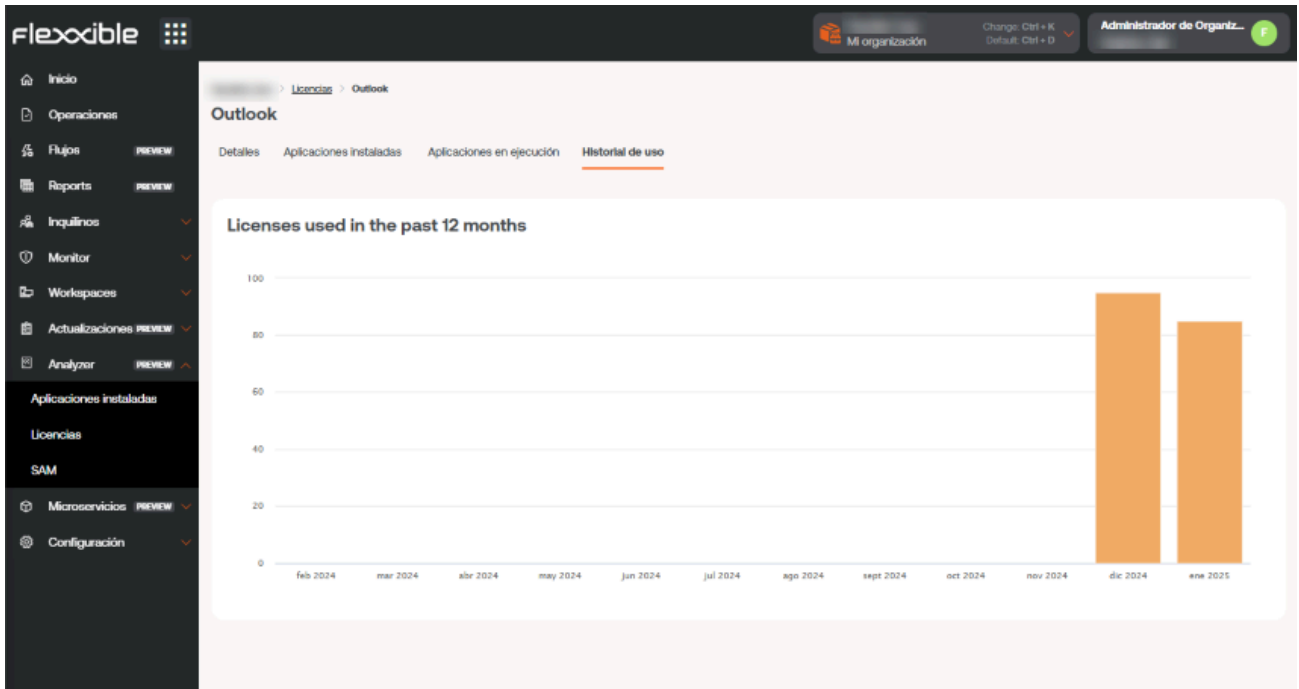 Flexxible
Mi organización
Change: Ctrl + K
Default: Ctrl + D
Administrador de Organiz...
F
Inicio
Operaciones
Flujos PREVIEW
Reports PREVIEW
Inquilinos
Monitor
Workspaces
Actualizaciones PREVIEW
Analyzer PREVIEW
Aplicaciones instaladas
Licencias
SAM
Microservicios PREVIEW
Configuración
> Licencias > Outlook
Outlook
Detalles Aplicaciones instaladas Aplicaciones en ejecución Historial de uso
Licenses used in the past 12 months
100
80
60
40
20
0
feb 2024 mar 2024 abr 2024 may 2024 jun 2024 jul 2024 ago 2024 sept 2024 oct 2024 nov 2024 dic 2024 ene 2025